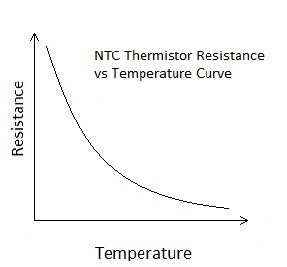 NTC Thermistor Resistance
vs Temperature Curve
Resistance
Temperature